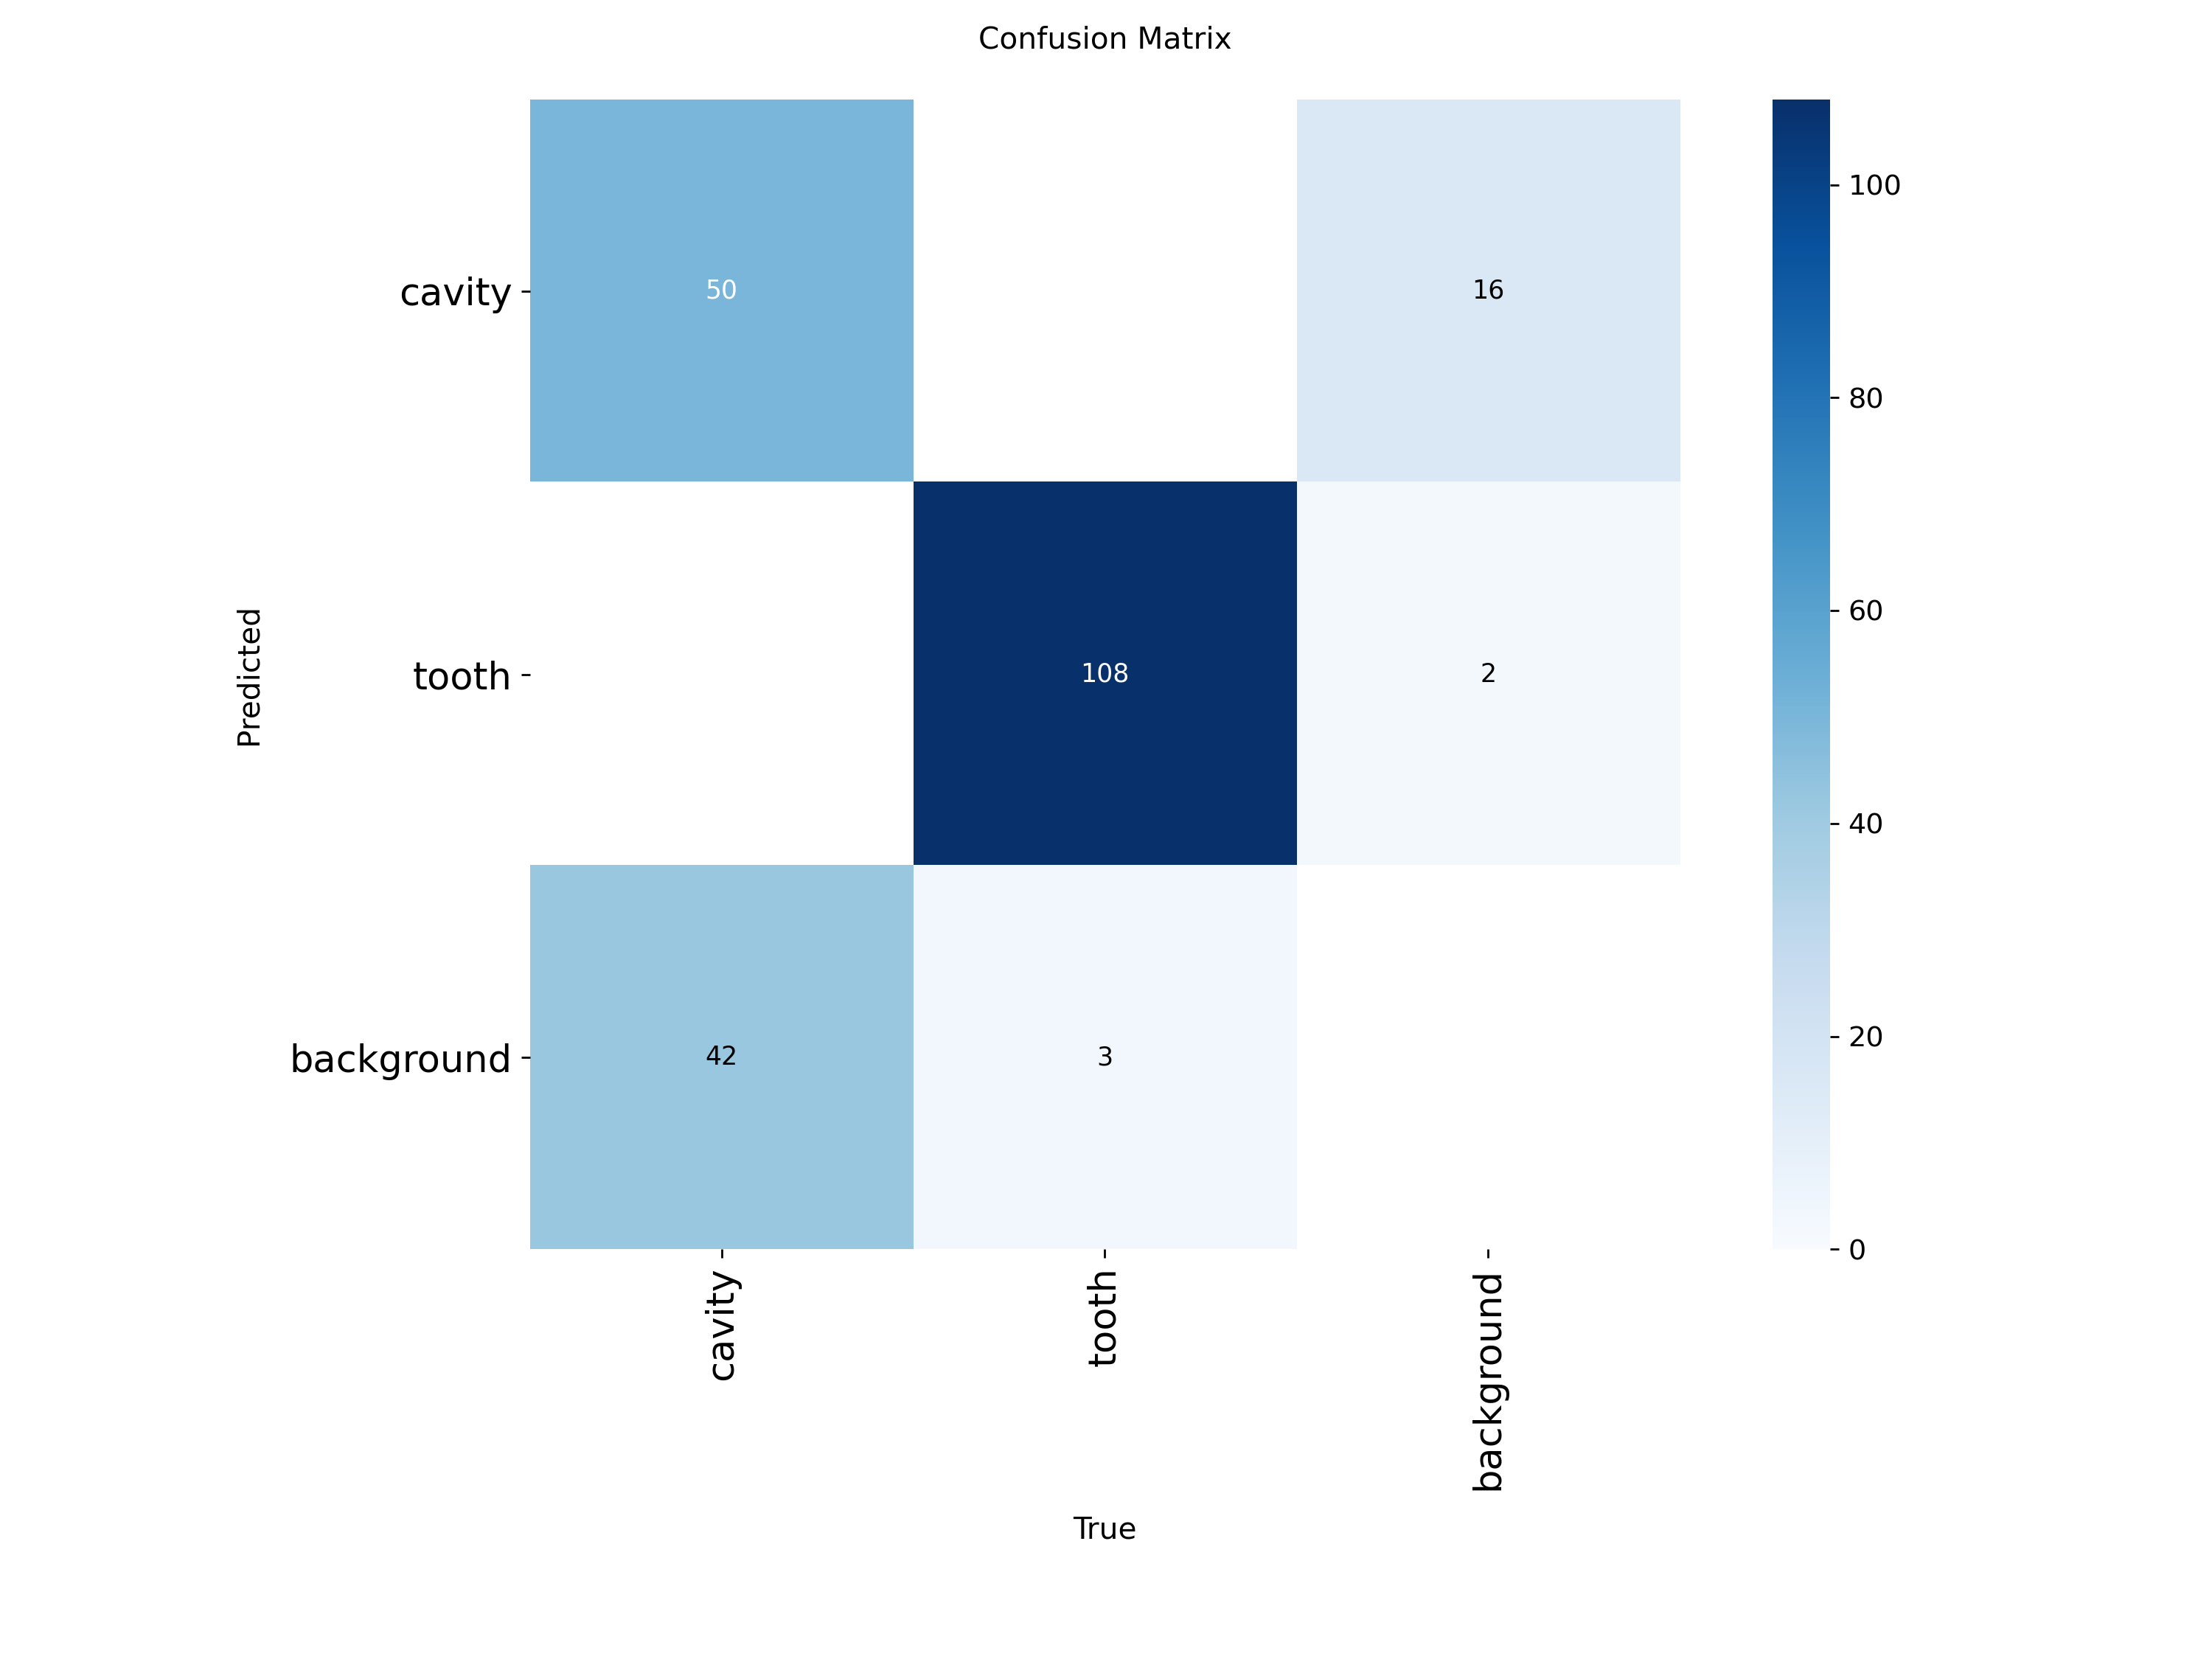 Confusion Matrix
Predicted
cavity
50
16
tooth
108
2
background
42
3
cavity
tooth
background
True
100
80
60
40
20
0